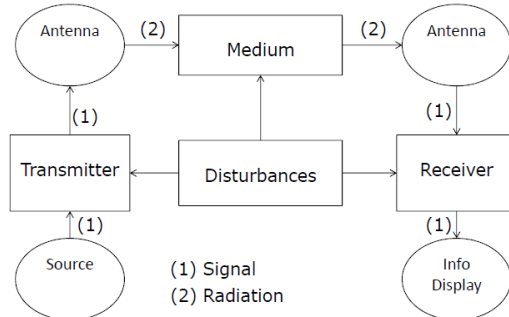 Antenna
(2)
Medium
(2)
Antenna
(1)
(1)
Transmitter
Disturbances
Receiver
(1)
(1)
Source
(1) Signal
(2) Radiation
Info
Display